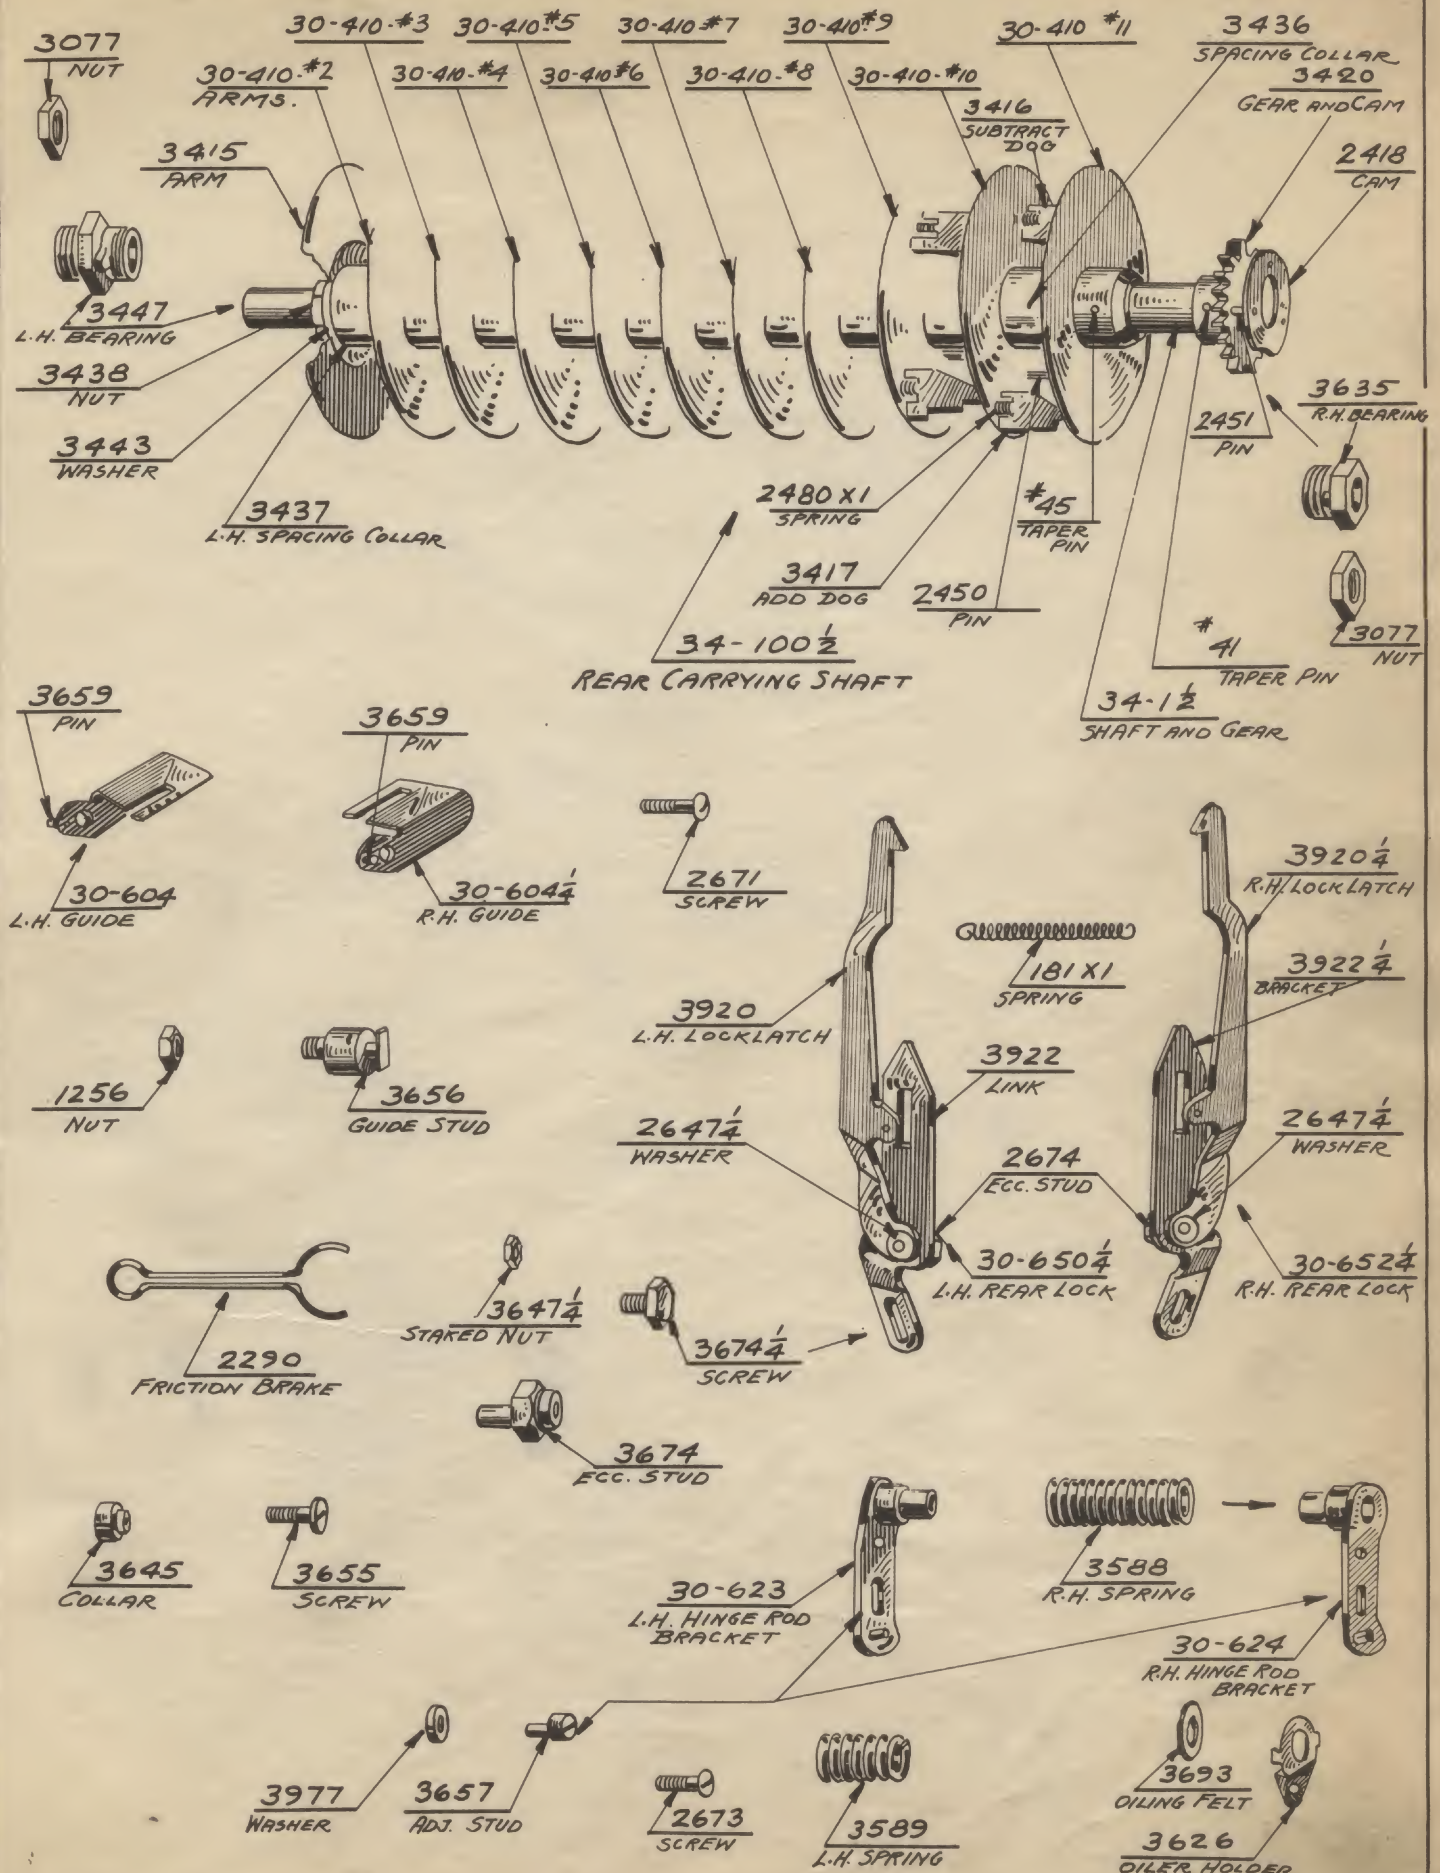 3077
NUT
30-410-#2
ARMS.
30-410-#3
30-410-#4
30-410-#5
30-410-#6
30-410-#7
30-410-#8
30-410-#9
30-410-#10
30-410 #11
3436
SPACING COLLAR
3420
GEAR AND CAM
3416
SUBTRACT
DOG
2418
CAM
3415
ARM
3447
L.H. BEARING
3438
NUT
3443
WASHER
3437
L.H. SPACING COLLAR
2480X1
SPRING
#45
TAPER
PIN
2451
PIN
3635
R.H. BEARING
3417
ADD DOG
2450
PIN
34-100 1/2
REAR CARRYING SHAFT
#41
TAPER PIN
3077
NUT
34-1 1/2
SHAFT AND GEAR
3659
PIN
3659
PIN
30-604
L.H. GUIDE
30-604 1/4
R.H. GUIDE
2671
SCREW
3920 1/4
R.H. LOCK LATCH
181X1
SPRING
3922 1/4
BRACKET
3920
L.H. LOCK LATCH
3922
LINK
1256
NUT
3656
GUIDE STUD
2647 1/4
WASHER
2674
ECC. STUD
2647 1/4
WASHER
30-650 1/4
L.H. REAR LOCK
30-652 1/4
R.H. REAR LOCK
2290
FRICTION BRAKE
3647 1/4
STAKED NUT
3674 1/4
SCREW
3674
ECC. STUD
3645
COLLAR
3655
SCREW
30-623
L.H. HINGE ROD
BRACKET
3588
R.H. SPRING
30-624
R.H. HINGE ROD
BRACKET
3977
WASHER
3657
ADJ. STUD
2673
SCREW
3589
L.H. SPRING
3693
OILING FELT
3626
OILER HOLDER